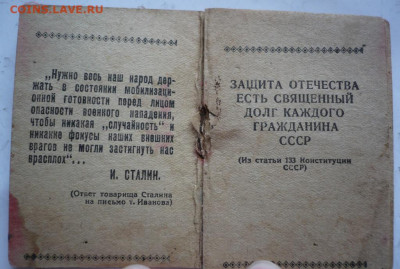 COINS.LAVE.RU
„Нужно весь наш народ дер-
жать в состоянии мобилизаци-
онной готовности перед лицом
опасности военного нападения,
чтобы никакая „случайность" и
никакие фокусы наших внешних
врагов не могли застигнуть нас
врасплох"...
И. СТАЛИН.
(Ответ товарища Сталина
на письмо т. Иванова)
ЗАЩИТА ОТЕЧЕСТВА
ЕСТЬ СВЯЩЕННЫЙ
ДОЛГ КАЖДОГО
ГРАЖДАНИНА
СССР
(Из статьи 133 Конституции
СССР)